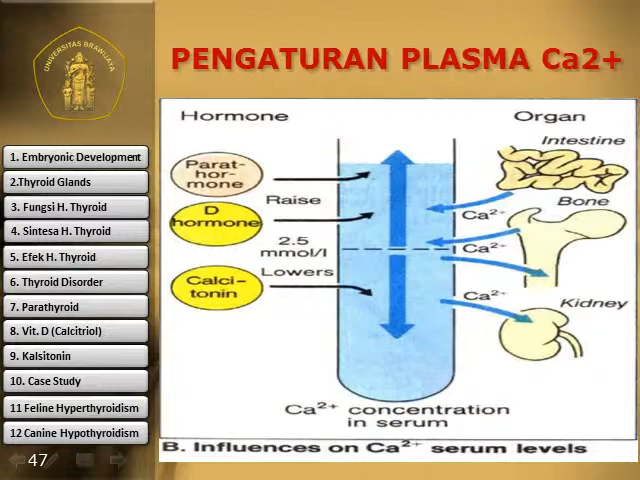 UNIVERSITAS BRAWIJAYA
PENGATURAN PLASMA Ca2+
1. Embryonic Development
2.Thyroid Glands
3. Fungsi H. Thyroid
4. Sintesa H. Thyroid
5. Efek H. Thyroid
6. Thyroid Disorder
7. Parathyroid
8. Vit. D (Calcitriol)
9. Kalsitonin
10. Case Study
11 Feline Hyperthyroidism
12 Canine Hypothyroidism
47
Hormone
Organ
Parat-
hor-
mone
Raise
D
hormone
2.5
mmol/l
Lowers
Calci-
tonin
Intestine
Ca2+
Bone
Ca2+
Ca2+
Kidney
Ca2+ concentration
in serum
B. Influences on Ca2+ serum levels